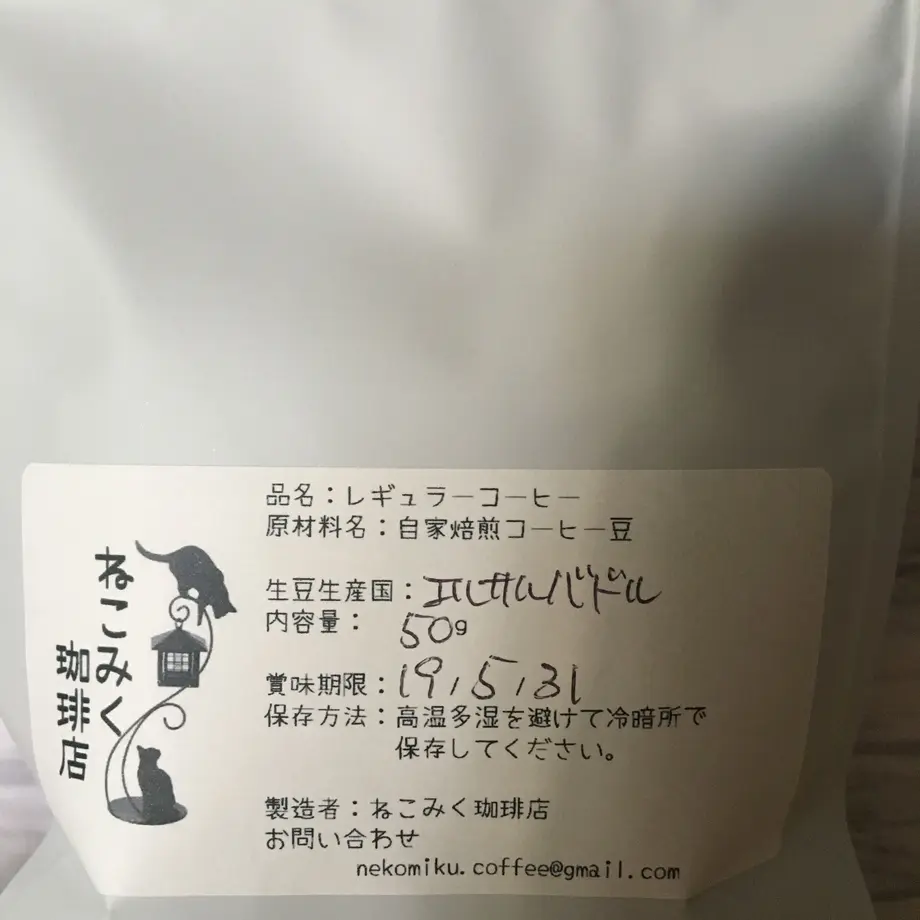 ねこみく
珈琲店
品名：レギュラーコーヒー
原材料名：自家焙煎コーヒー豆
生豆生産国：エルサルバドル
内容量： 50g
賞味期限：19,5,31
保存方法：高温多湿を避けて冷暗所で
保存してください。
製造者：ねこみく珈琲店
お問い合わせ
nekomiku.coffee@gmail.com